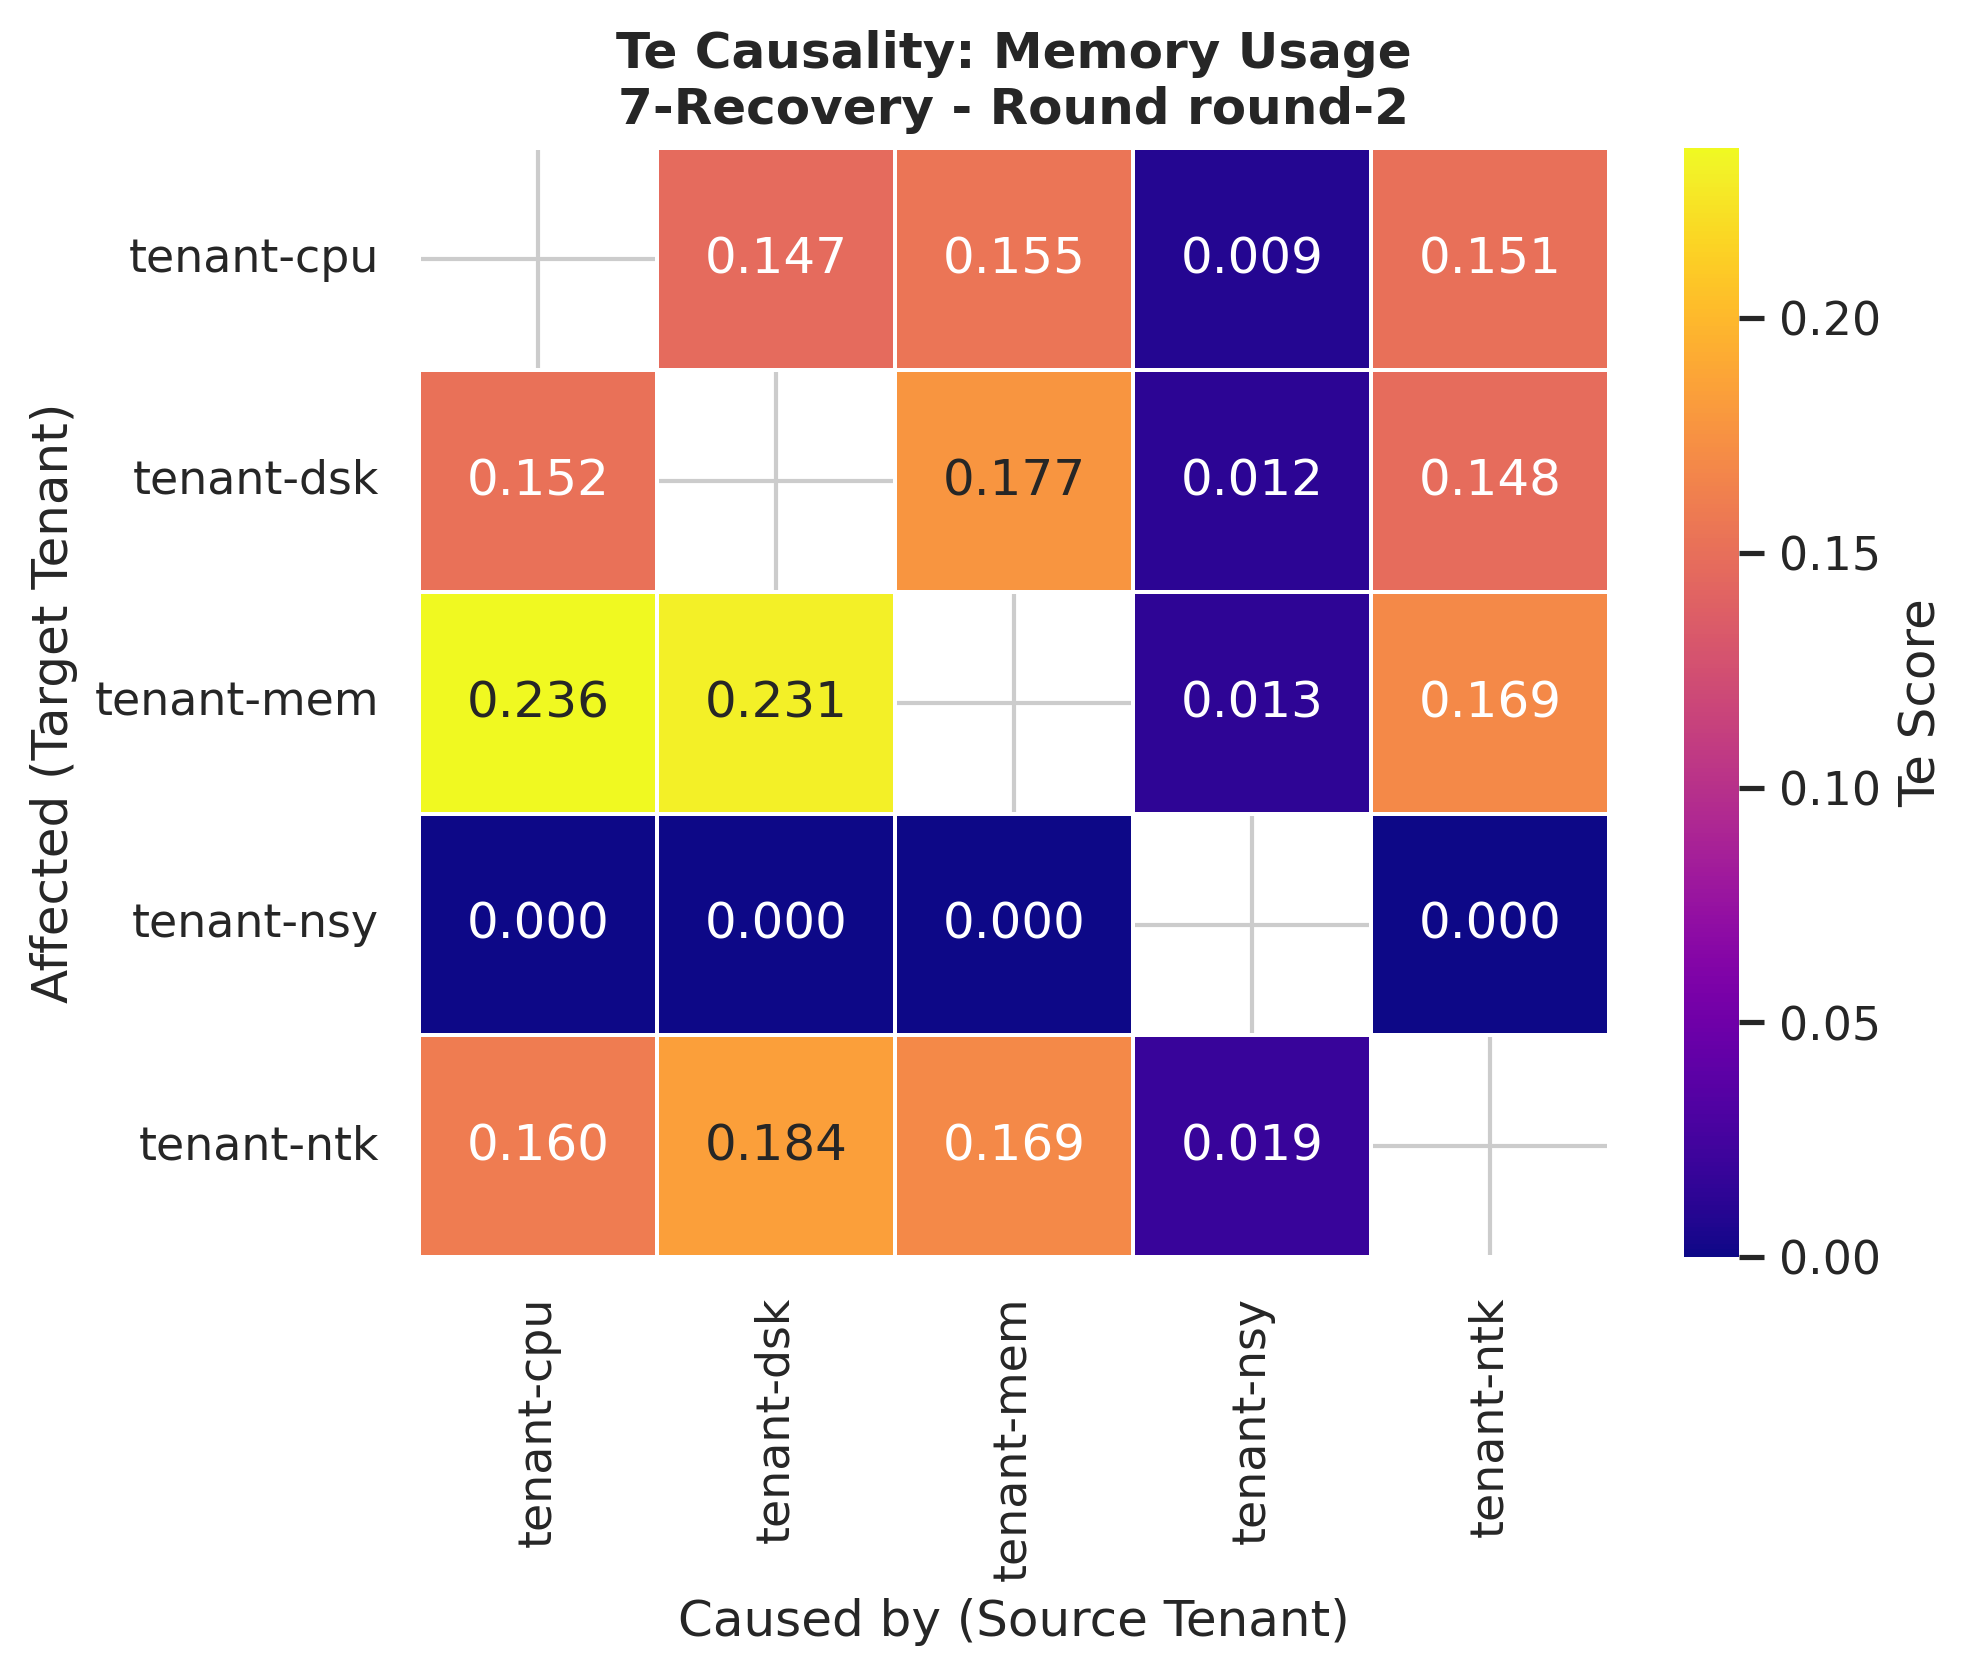 Te Causality: Memory Usage
7-Recovery - Round round-2
Affected (Target Tenant)
tenant-cpu 0.147 0.155 0.009 0.151
tenant-dsk 0.152 0.177 0.012 0.148
tenant-mem 0.236 0.231 0.013 0.169
tenant-nsy 0.000 0.000 0.000 0.000
tenant-ntk 0.160 0.184 0.169 0.019
tenant-cpu tenant-dsk tenant-mem tenant-nsy tenant-ntk
Caused by (Source Tenant)
0.20
0.15
0.10
0.05
0.00
Te Score